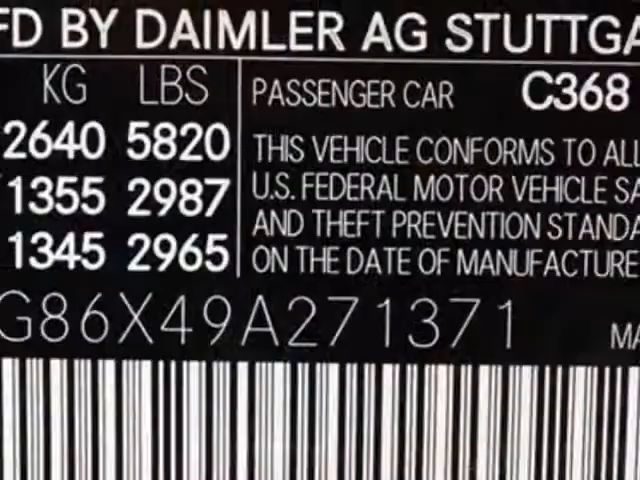 FD BY DAIMLER AG STUTTGA
KG LBS
PASSENGER CAR C368
2640 5820
1355 2987
1345 2965
THIS VEHICLE CONFORMS TO ALL
U.S. FEDERAL MOTOR VEHICLE SA
AND THEFT PREVENTION STANDA
ON THE DATE OF MANUFACTURE
G86X49A271371
MA